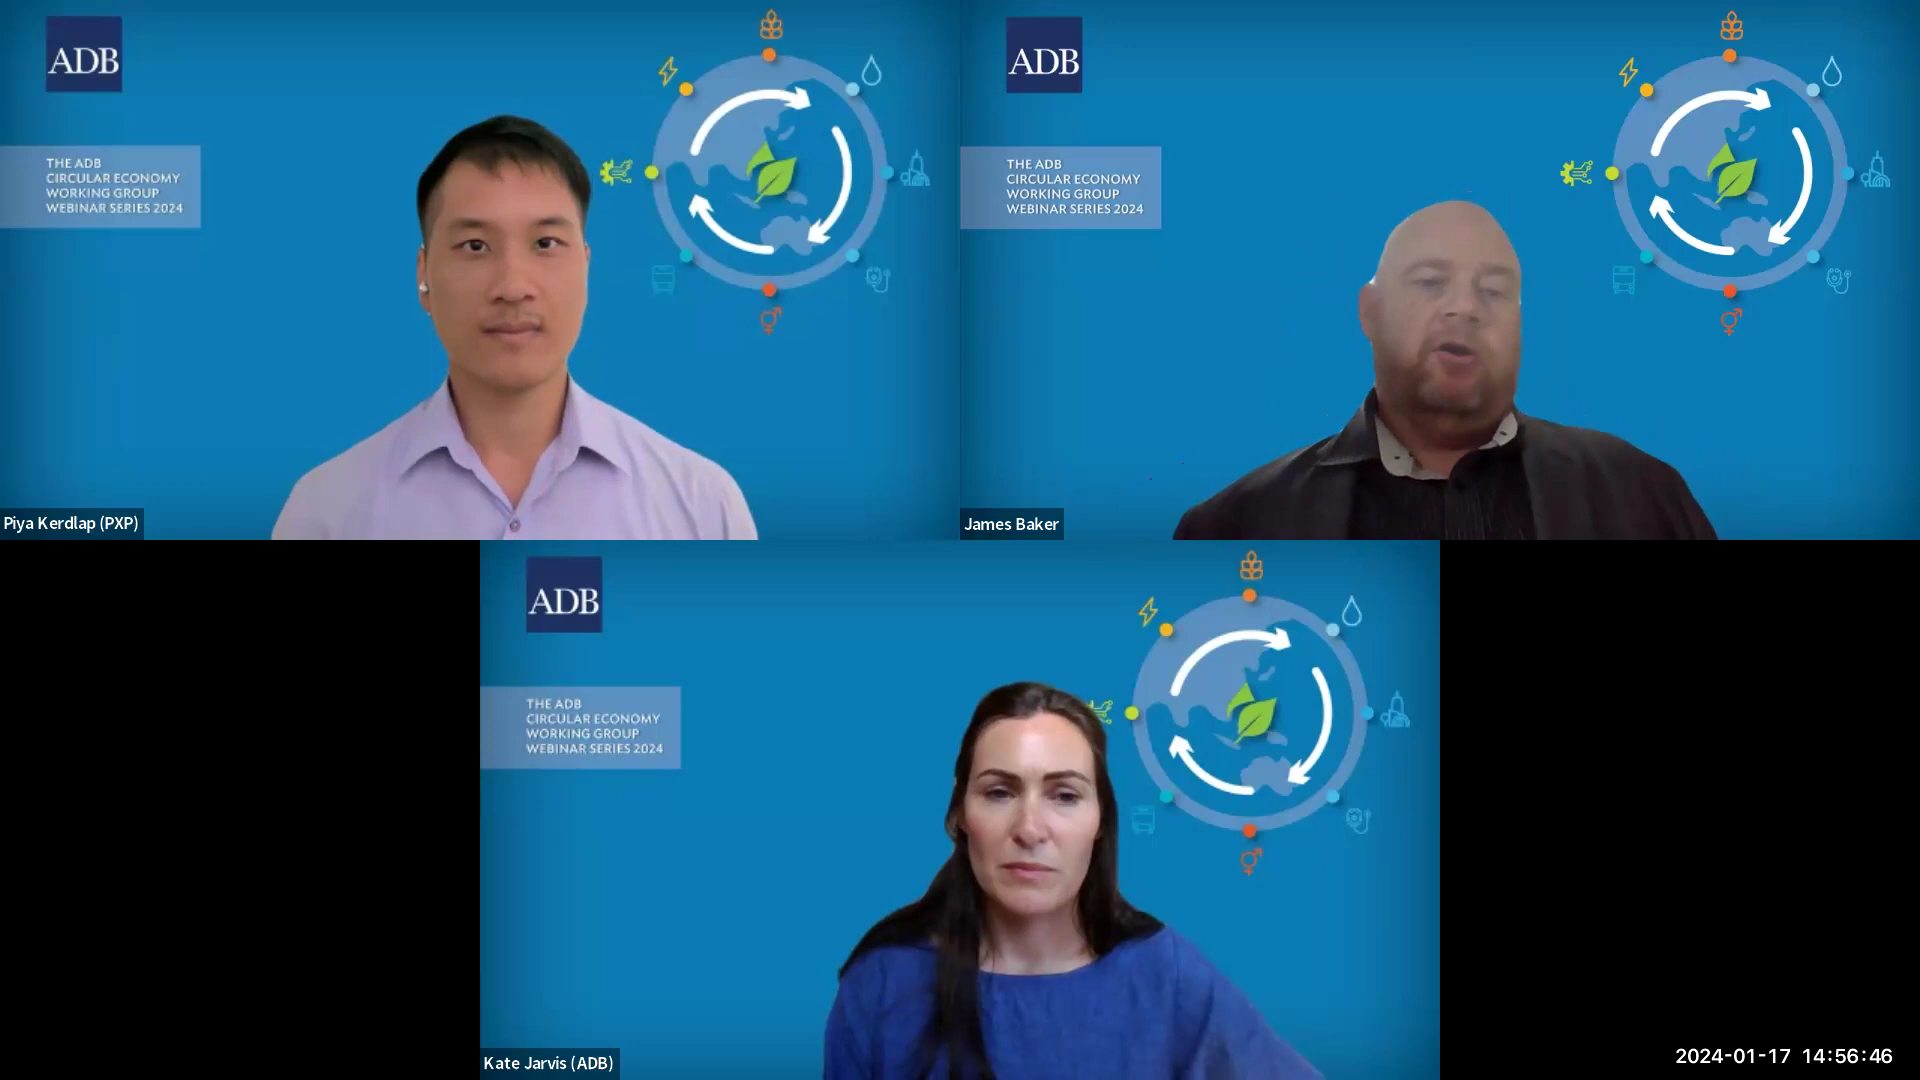 ADB
THE ADB
CIRCULAR ECONOMY
WORKING GROUP
WEBINAR SERIES 2024
Piya Kerdlap (PXP)
ADB
THE ADB
CIRCULAR ECONOMY
WORKING GROUP
WEBINAR SERIES 2024
James Baker
ADB
THE ADB
CIRCULAR ECONOMY
WORKING GROUP
WEBINAR SERIES 2024
Kate Jarvis (ADB)
2024-01-17 14:56:46